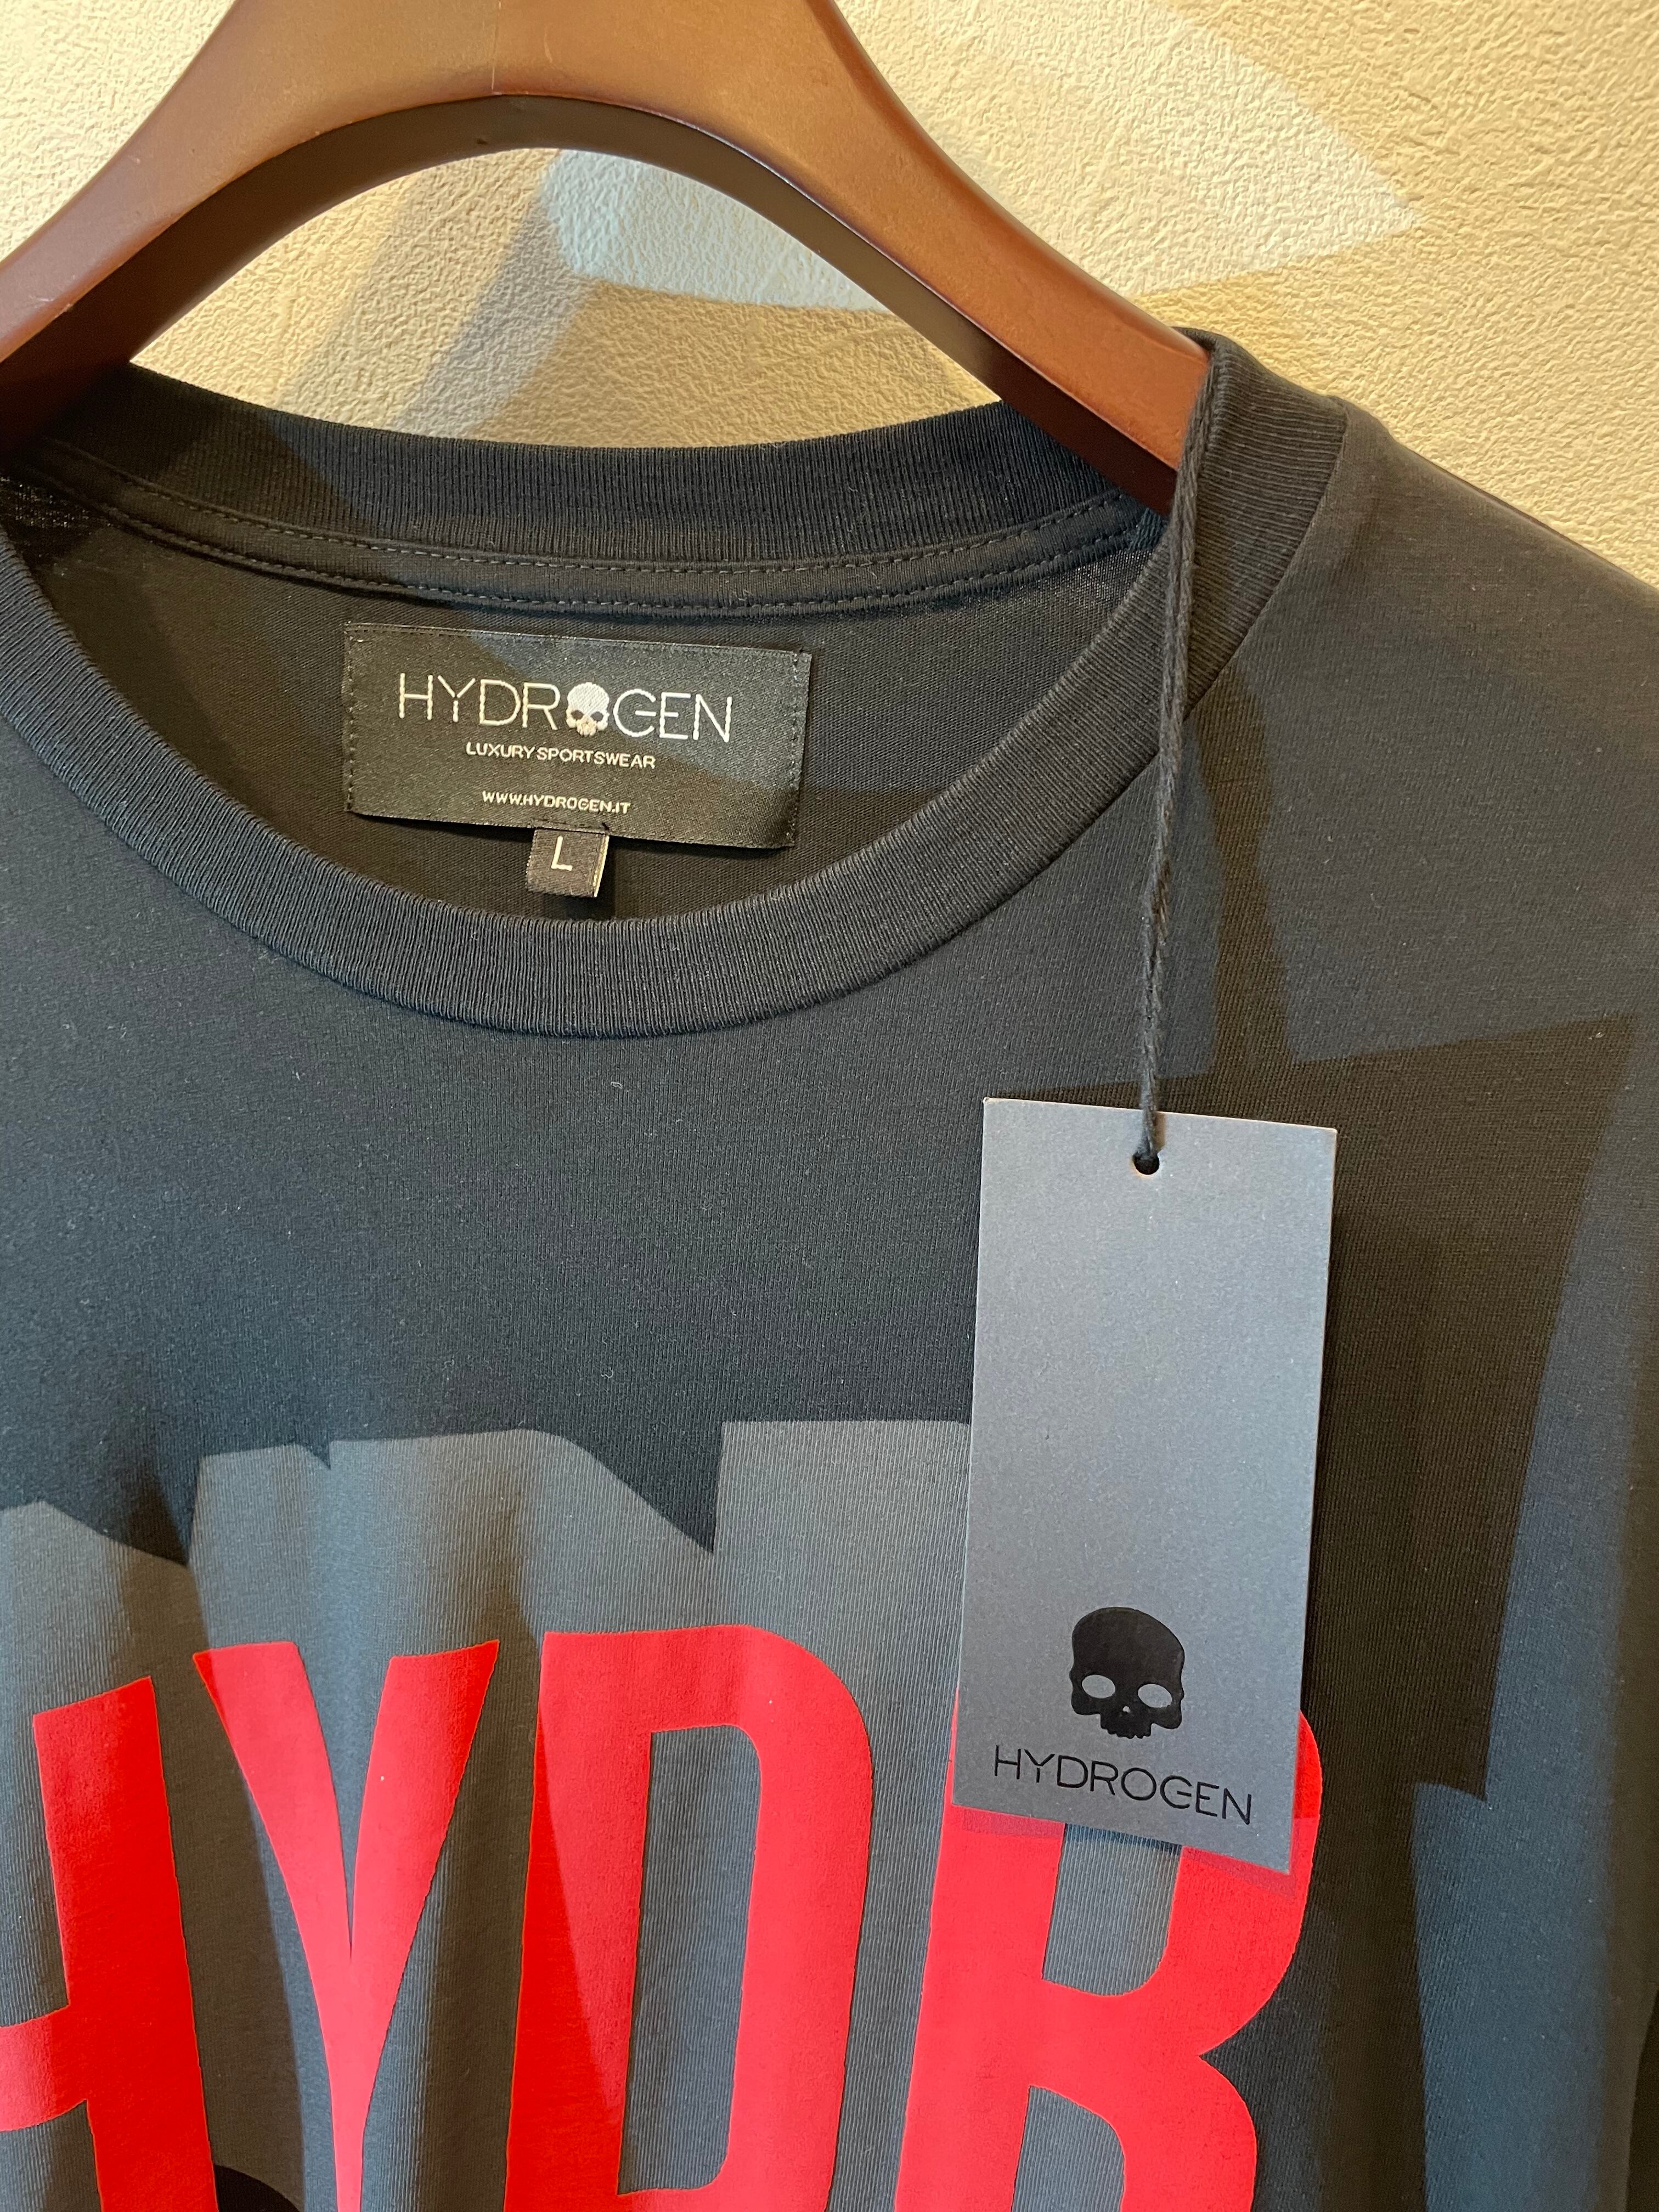 HYDROGEN
LUXURY SPORTSWEAR
WWW.HYDROGEN.IT
L
HYDROGEN
HYDR